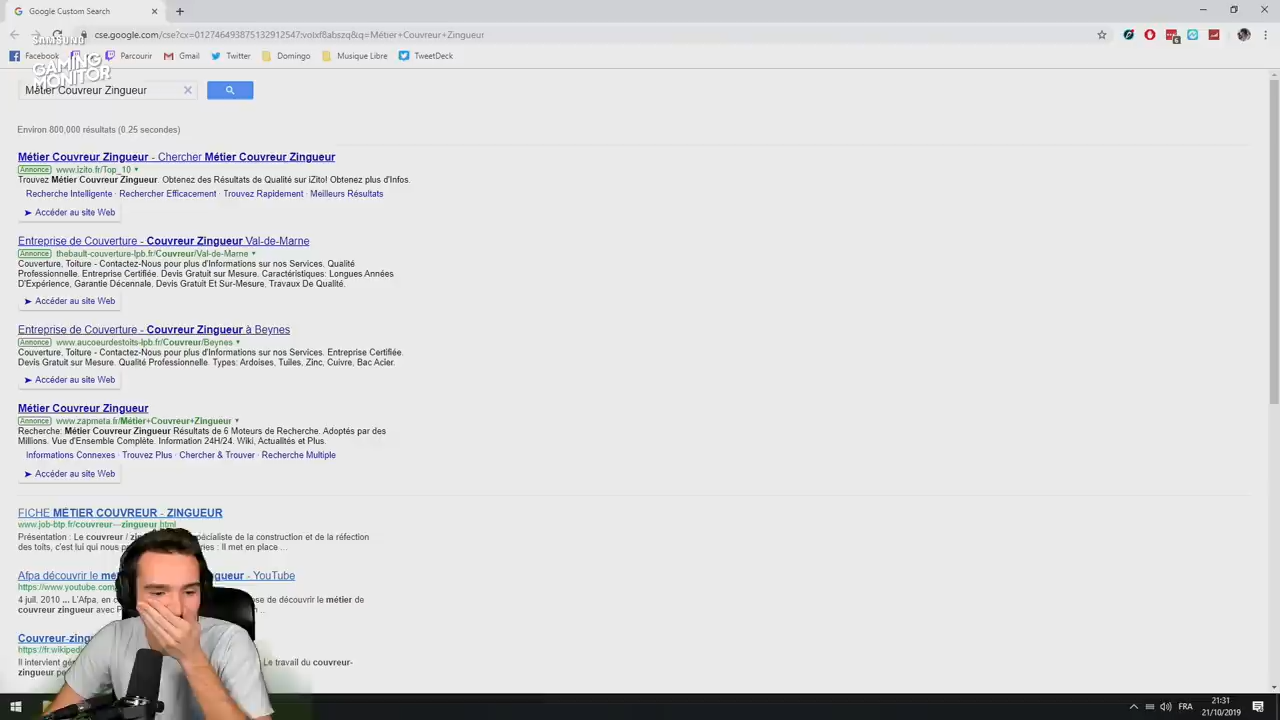 Google Custom Search
SAMSUNG
cse.google.com/cse?cx=012746493875132912547:volxf8abszq&q=Métier+Couvreur+Zingueur
Facebook
Parcourir
Gmail
Twitter
Domingo
Musique Libre
TweetDeck
GAMING
MONITOR
Métier Couvreur Zingueur
Environ 800,000 résultats (0.25 secondes)
Métier Couvreur Zingueur - Chercher Métier Couvreur Zingueur
Annonce www.izito.fr/Top_10
Trouvez Métier Couvreur Zingueur. Obtenez des Résultats de Qualité sur iZito! Obtenez plus d'Infos.
Recherche Intelligente · Rechercher Efficacement · Trouvez Rapidement · Meilleurs Résultats
Accéder au site Web
Entreprise de Couverture - Couvreur Zingueur Val-de-Marne
Annonce thebault-couverture-lpb.fr/Couvreur/Val-de-Marne
Couverture, Toiture - Contactez-Nous pour plus d'Informations sur nos Services. Qualité
Professionnelle. Entreprise Certifiée. Devis Gratuit sur Mesure. Caractéristiques: Longues Années
D'Expérience, Garantie Décennale. Devis Gratuit Et Sur-Mesure, Travaux De Qualité.
Accéder au site Web
Entreprise de Couverture - Couvreur Zingueur à Beynes
Annonce www.aucoeurdestoits-lpb.fr/Couvreur/Beynes
Couverture. Toiture - Contactez-Nous pour plus d'Informations sur nos Services. Entreprise Certifiée.
Devis Gratuit sur Mesure. Qualité Professionnelle. Types: Ardoises, Tuiles, Zinc, Cuivre, Bac Acier.
Accéder au site Web
Métier Couvreur Zingueur
Annonce www.zapmeta.fr/Métier+Couvreur+Zingueur
Recherche: Métier Couvreur Zingueur Résultats de 6 Moteurs de Recherche. Adoptés par des
Millions. Vue d'Ensemble Complète. Information 24H/24. Wiki, Actualités et Plus.
Informations Connexes · Trouvez Plus · Chercher & Trouver · Recherche Multiple
Accéder au site Web
FICHE MÉTIER COUVREUR - ZINGUEUR
www.job-btp.fr/couvreur---zingueur.html
Présentation : Le couvreur / spécialiste de la construction et de la réfection
des toits, c'est lui qui nous Il met en place ...
Afpa découvrir le - YouTube
https://www.youtube.com
4 juil. 2010 ... L'Afpa, en de découvrir le métier de
couvreur zingueur avec ...
Couvreur-zing
https://fr.wikipedi
Il intervient Le travail du couvreur-
zingueur
21:31
FRA
21/10/2019